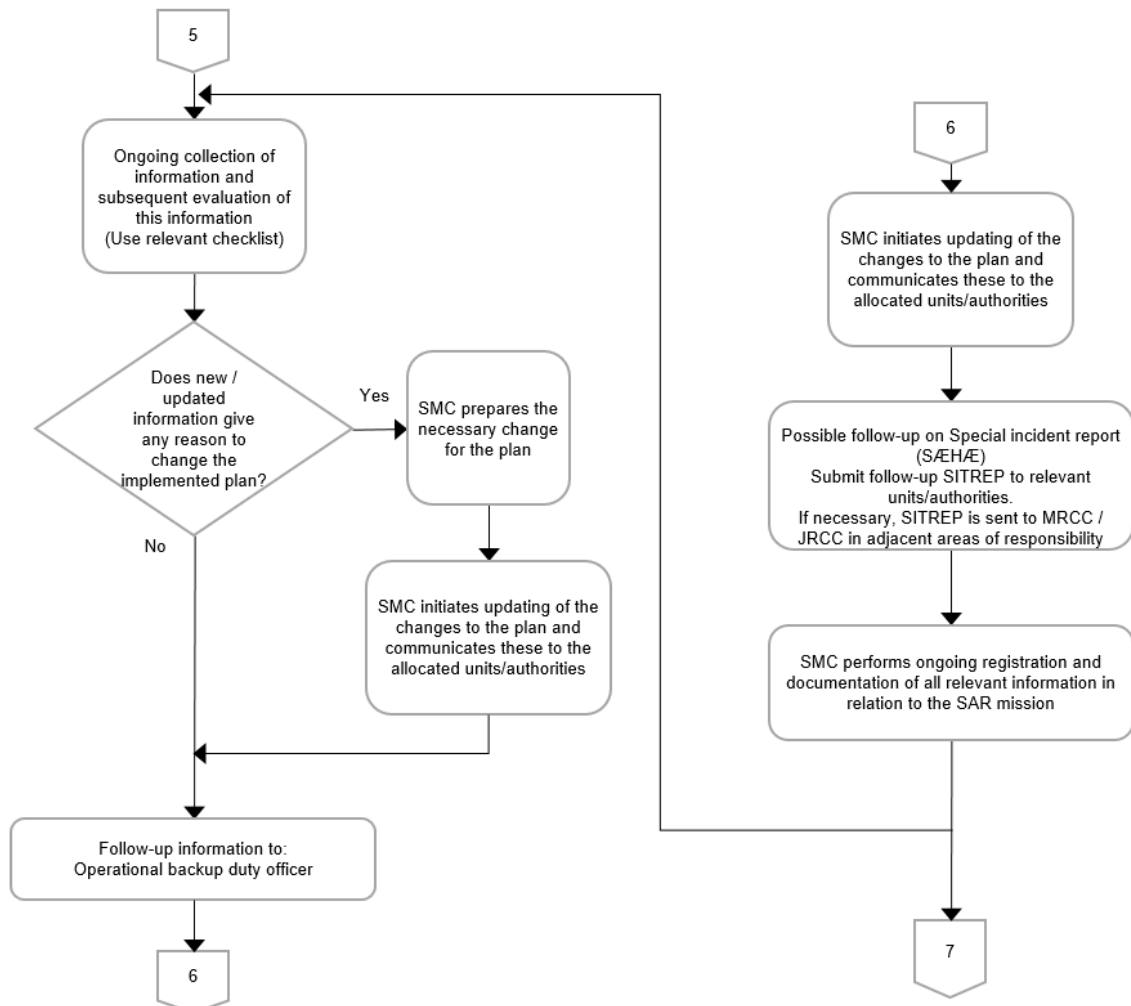 5
Ongoing collection of
information and
subsequent evaluation of
this information
(Use relevant checklist)
Does new /
updated
information give
any reason to
change the
implemented plan?
Yes
No
SMC prepares the
necessary change
for the plan
SMC initiates updating of the
changes to the plan and
communicates these to the
allocated units/authorities
Follow-up information to:
Operational backup duty officer
6
6
SMC initiates updating of the
changes to the plan and
communicates these to the
allocated units/authorities
Possible follow-up on Special incident report
(SÆHÆ)
Submit follow-up SITREP to relevant
units/authorities.
If necessary, SITREP is sent to MRCC /
JRCC in adjacent areas of responsibility
SMC performs ongoing registration and
documentation of all relevant information in
relation to the SAR mission
7